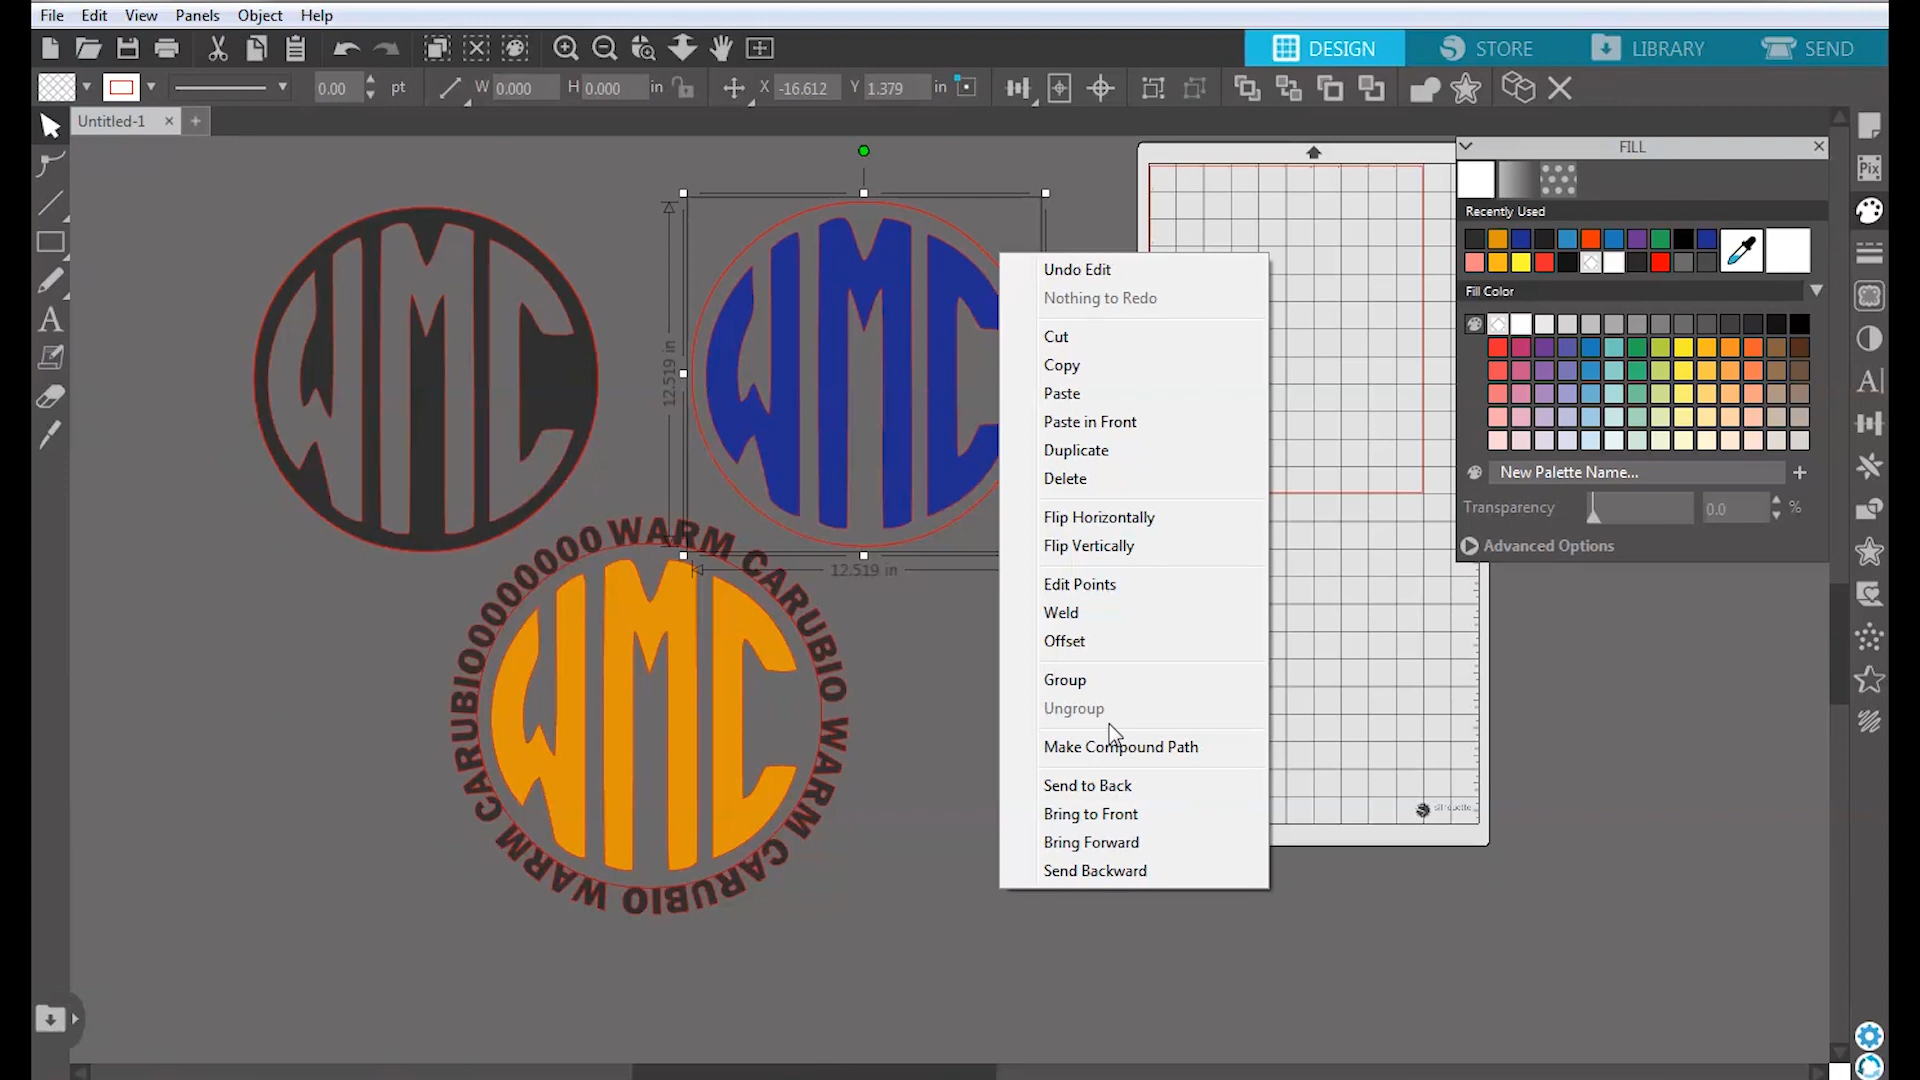 File Edit View Panels Object Help
DESIGN STORE LIBRARY SEND
0.00 pt W 0.000 H 0.000 in X -16.612 Y 1.379 in
Untitled-1 × +
FILL
Pix
Recently Used
Fill Color
New Palette Name... +
Transparency 0.0 %
Advanced Options
WMC
WMC
12.519 in
12.519 in
WARM CARUBIO WARM CARUBIO WARM CARUBIO000000000
WMC
Undo Edit
Nothing to Redo
Cut
Copy
Paste
Paste in Front
Duplicate
Delete
Flip Horizontally
Flip Vertically
Edit Points
Weld
Offset
Group
Ungroup
Make Compound Path
Send to Back
Bring to Front
Bring Forward
Send Backward
silhouette